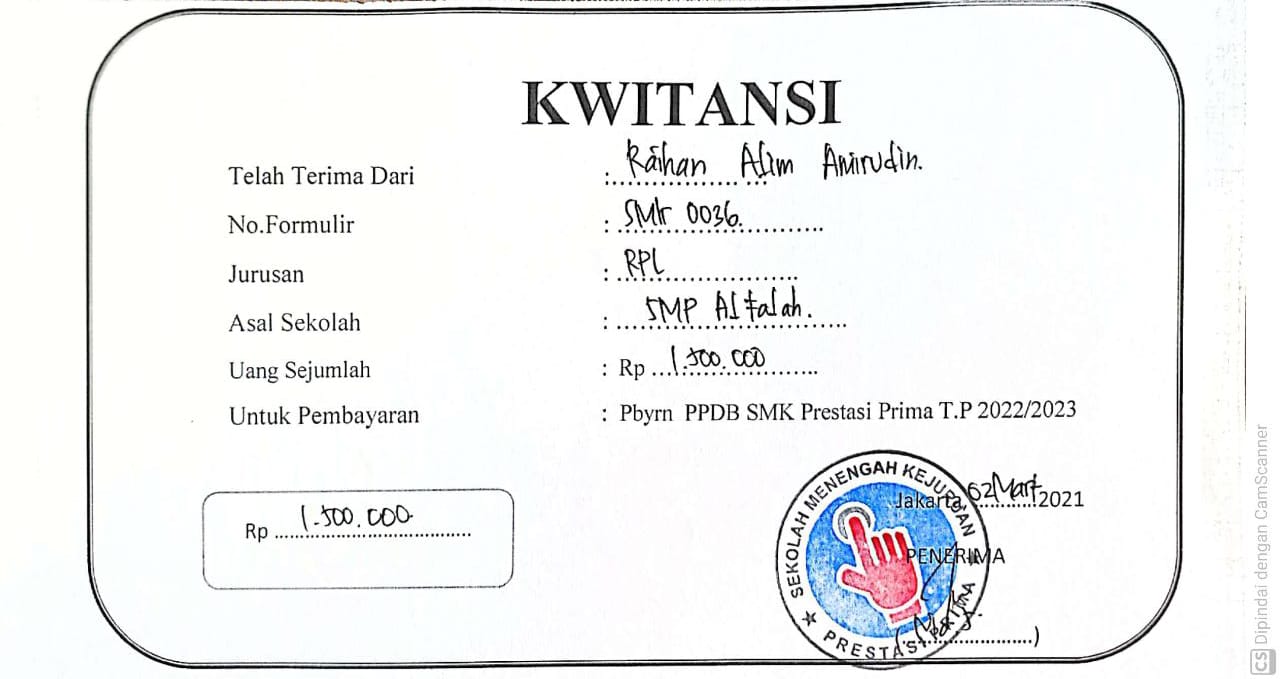 KWITANSI
Telah Terima Dari : Raihan Alim Amirudin.
No.Formulir : SMK 0036.
Jurusan : RPL
Asal Sekolah : SMP Al falah.
Uang Sejumlah : Rp 1.500.000
Untuk Pembayaran : Pbyrn PPDB SMK Prestasi Prima T.P 2022/2023
SEKOLAH MENENGAH KEJURUAN
Jakarta 02 Mart 2021
Rp 1.500.000
PENERIMA
PRESTASI PRIMA
CS Dipindai dengan CamScanner